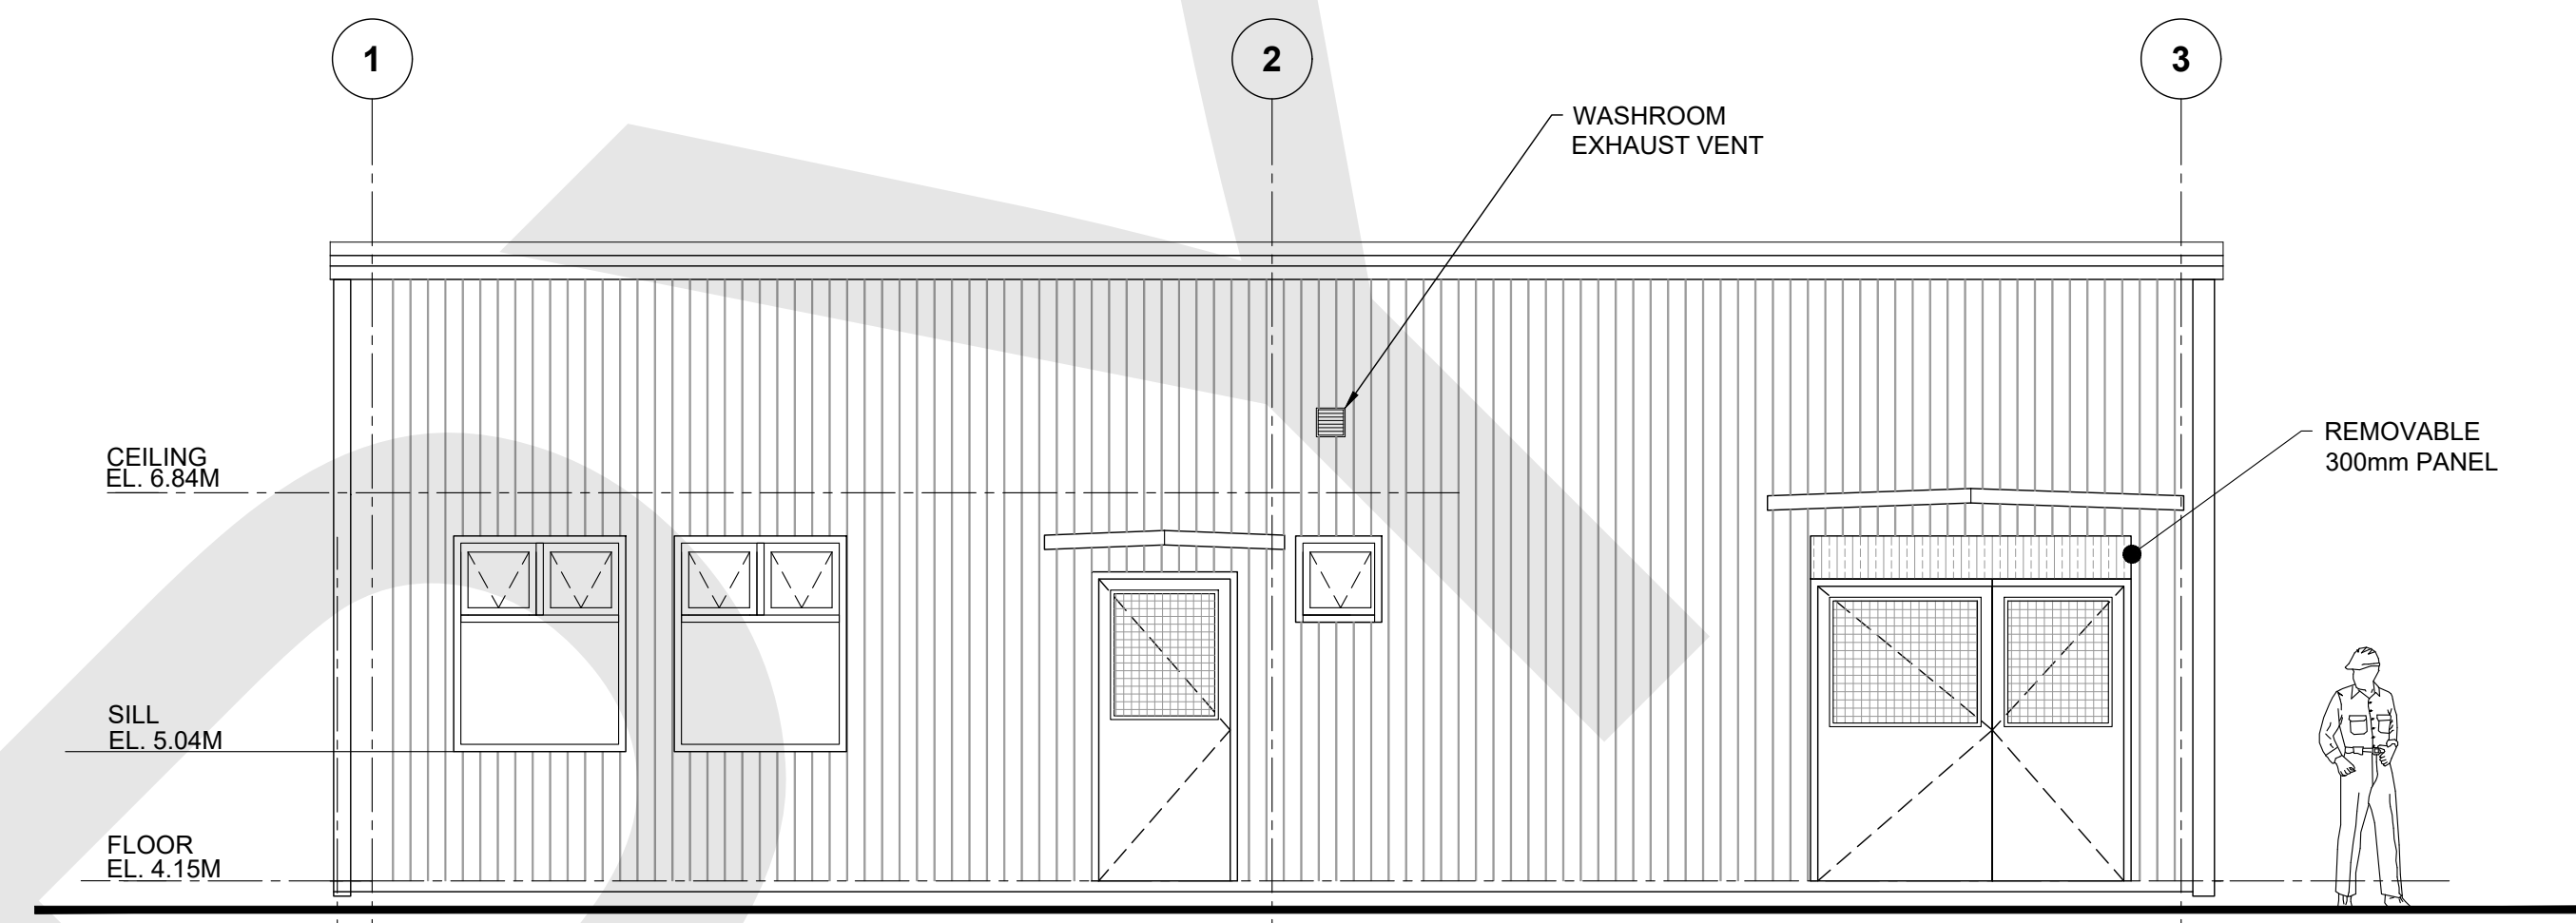 1
2
3
WASHROOM
EXHAUST VENT
REMOVABLE
300mm PANEL
CEILING
EL. 6.84M
SILL
EL. 5.04M
FLOOR
EL. 4.15M